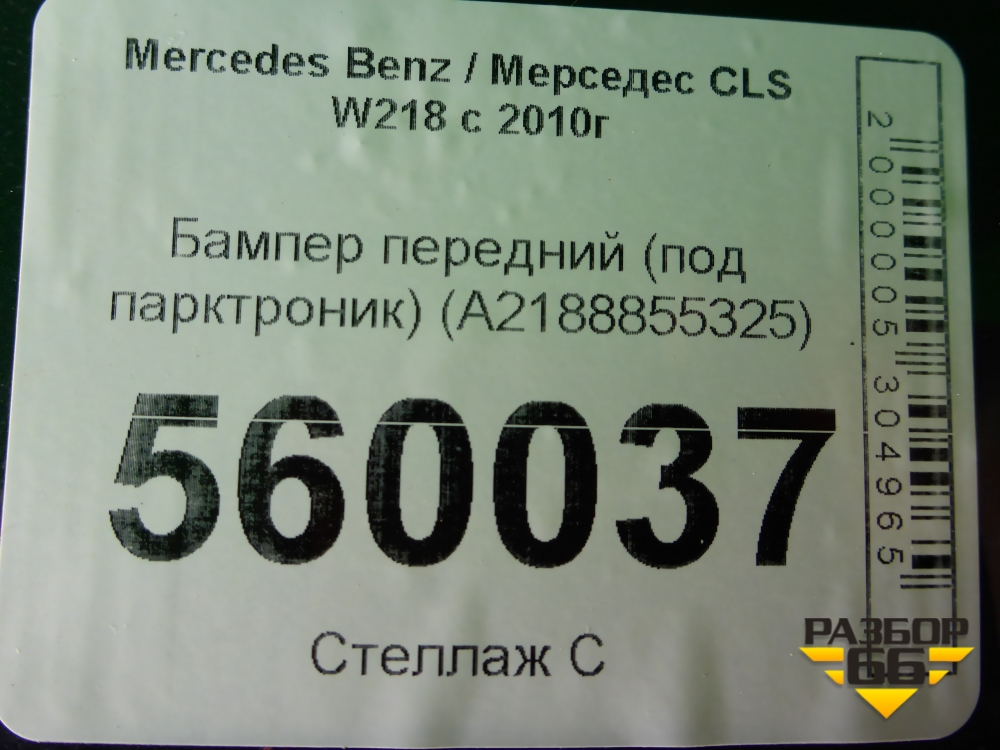 Mercedes Benz / Мерседес CLS
W218 с 2010г
Бампер передний (под
парктроник) (A2188855325)
560037
Стеллаж С
2000005304965
РАЗБОР
66